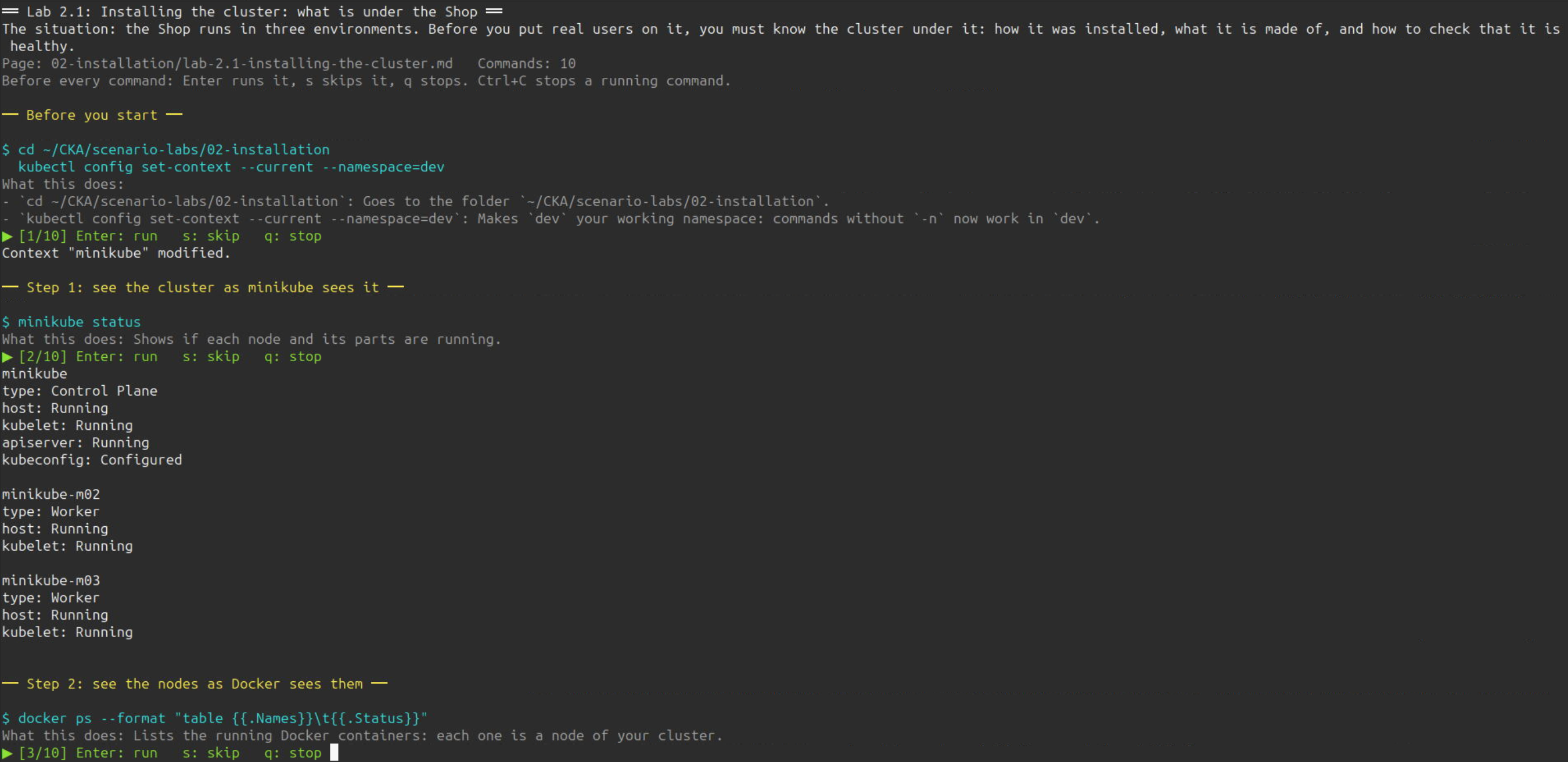 == Lab 2.1: Installing the cluster: what is under the Shop ==
The situation: the Shop runs in three environments. Before you put real users on it, you must know the cluster under it: how it was installed, what it is made of, and how to check that it is
 healthy.
Page: 02-installation/lab-2.1-installing-the-cluster.md   Commands: 10
Before every command: Enter runs it, s skips it, q stops. Ctrl+C stops a running command.

── Before you start ──

$ cd ~/CKA/scenario-labs/02-installation
  kubectl config set-context --current --namespace=dev
What this does:
- `cd ~/CKA/scenario-labs/02-installation`: Goes to the folder `~/CKA/scenario-labs/02-installation`.
- `kubectl config set-context --current --namespace=dev`: Makes `dev` your working namespace: commands without `-n` now work in `dev`.
▶ [1/10] Enter: run   s: skip   q: stop
Context "minikube" modified.

── Step 1: see the cluster as minikube sees it ──

$ minikube status
What this does: Shows if each node and its parts are running.
▶ [2/10] Enter: run   s: skip   q: stop
minikube
type: Control Plane
host: Running
kubelet: Running
apiserver: Running
kubeconfig: Configured

minikube-m02
type: Worker
host: Running
kubelet: Running

minikube-m03
type: Worker
host: Running
kubelet: Running


── Step 2: see the nodes as Docker sees them ──

$ docker ps --format "table {{.Names}}\t{{.Status}}"
What this does: Lists the running Docker containers: each one is a node of your cluster.
▶ [3/10] Enter: run   s: skip   q: stop